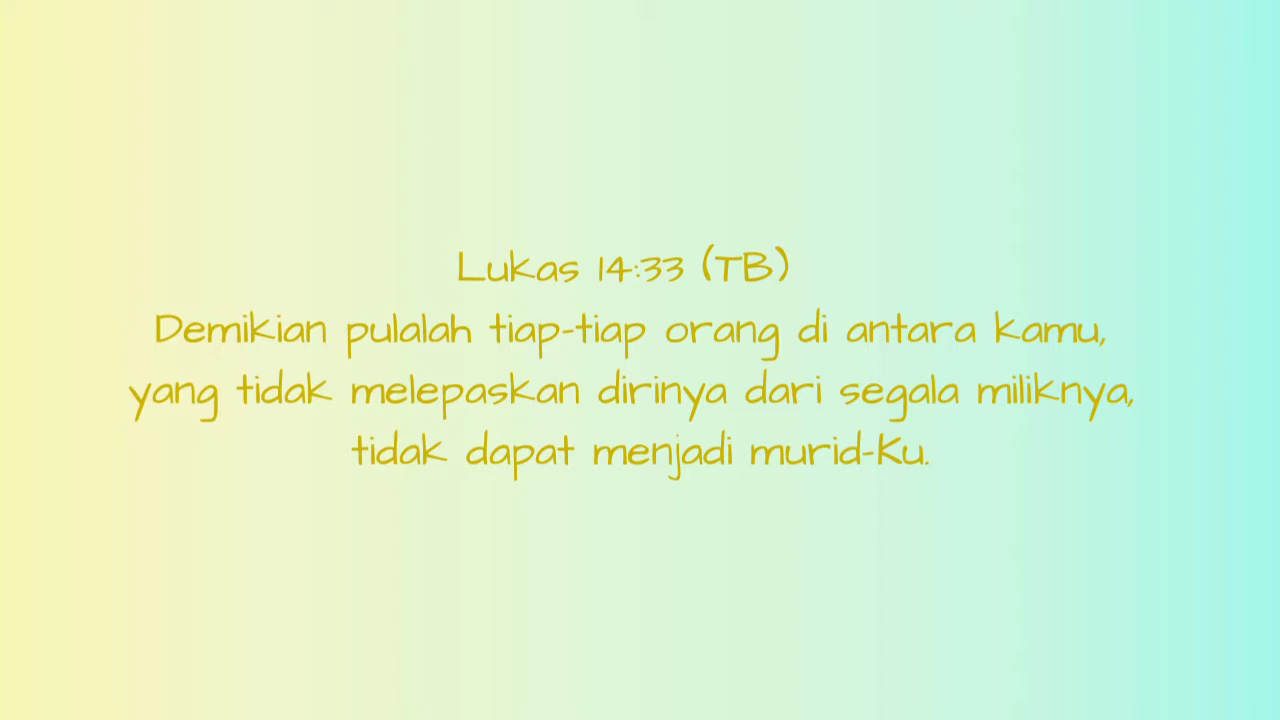 Lukas 14:33 (TB)
Demikian pulalah tiap-tiap orang di antara kamu,
yang tidak melepaskan dirinya dari segala miliknya,
tidak dapat menjadi murid-Ku.